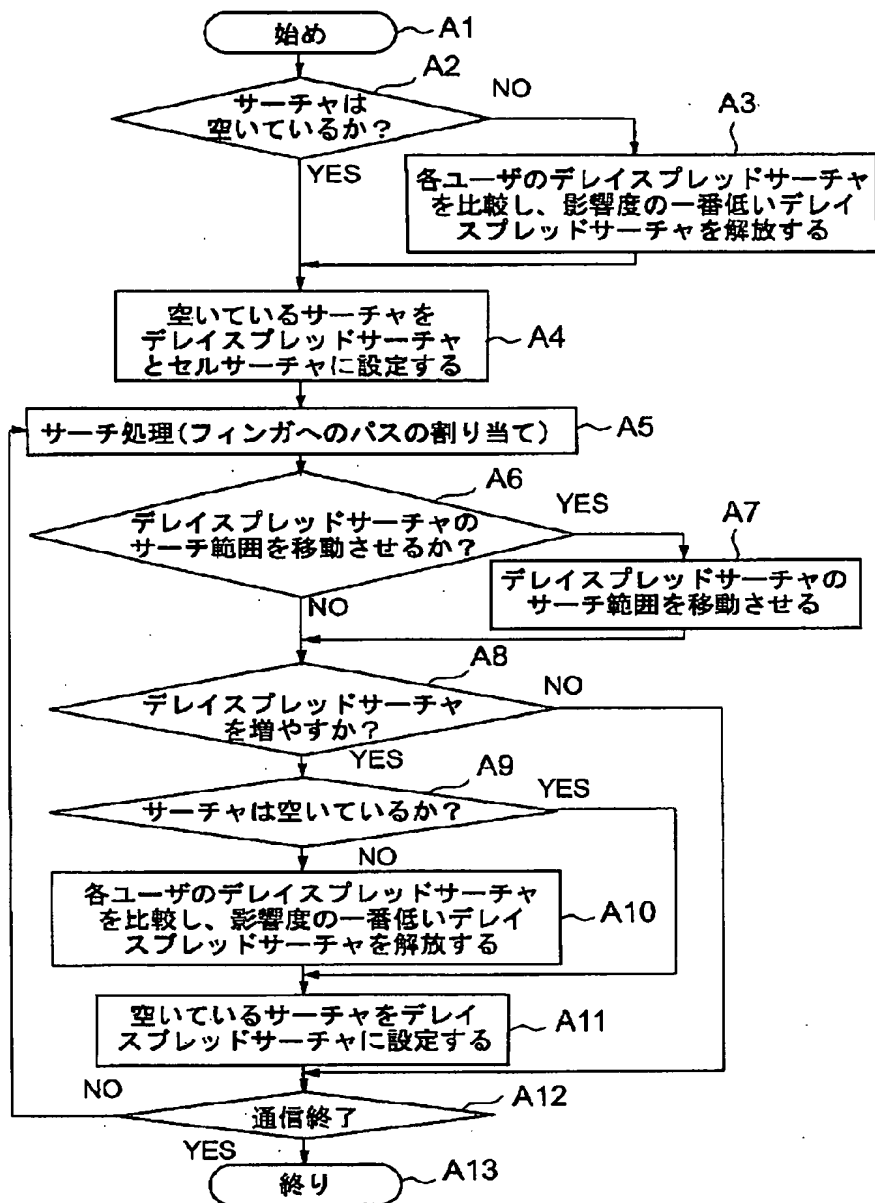 始め
A1
A2
サーチャは
空いているか？
NO
YES
A3
各ユーザのデレイスプレッドサーチャ
を比較し、影響度の一番低いデレイ
スプレッドサーチャを解放する
空いているサーチャを
デレイスプレッドサーチャ
とセルサーチャに設定する
A4
サーチ処理(フィンガへのパスの割り当て)
A5
A6
デレイスプレッドサーチャの
サーチ範囲を移動させるか？
YES
NO
A7
デレイスプレッドサーチャの
サーチ範囲を移動させる
A8
デレイスプレッドサーチャ
を増やすか？
NO
YES
A9
サーチャは空いているか？
YES
NO
各ユーザのデレイスプレッドサーチャ
を比較し、影響度の一番低いデレイ
スプレッドサーチャを解放する
A10
空いているサーチャをデレイ
スプレッドサーチャに設定する
A11
NO
通信終了
A12
YES
終り
A13